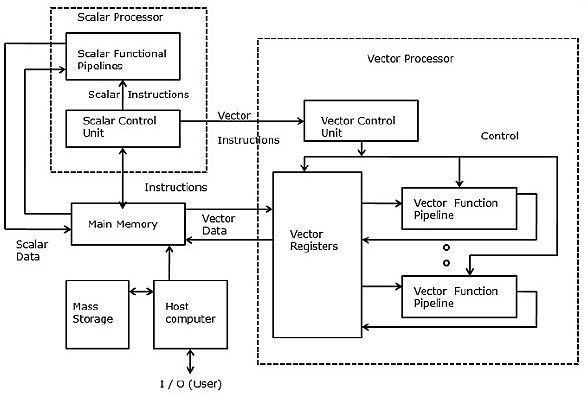 Scalar Processor
Scalar Functional
Pipelines
Scalar Instructions
Scalar Control
Unit
Vector
Instructions
Vector Processor
Vector Control
Unit
Control
Instructions
Main Memory
Vector
Data
Scalar
Data
Vector
Registers
Vector Function
Pipeline
Vector Function
Pipeline
Mass
Storage
Host
computer
I / O (User)